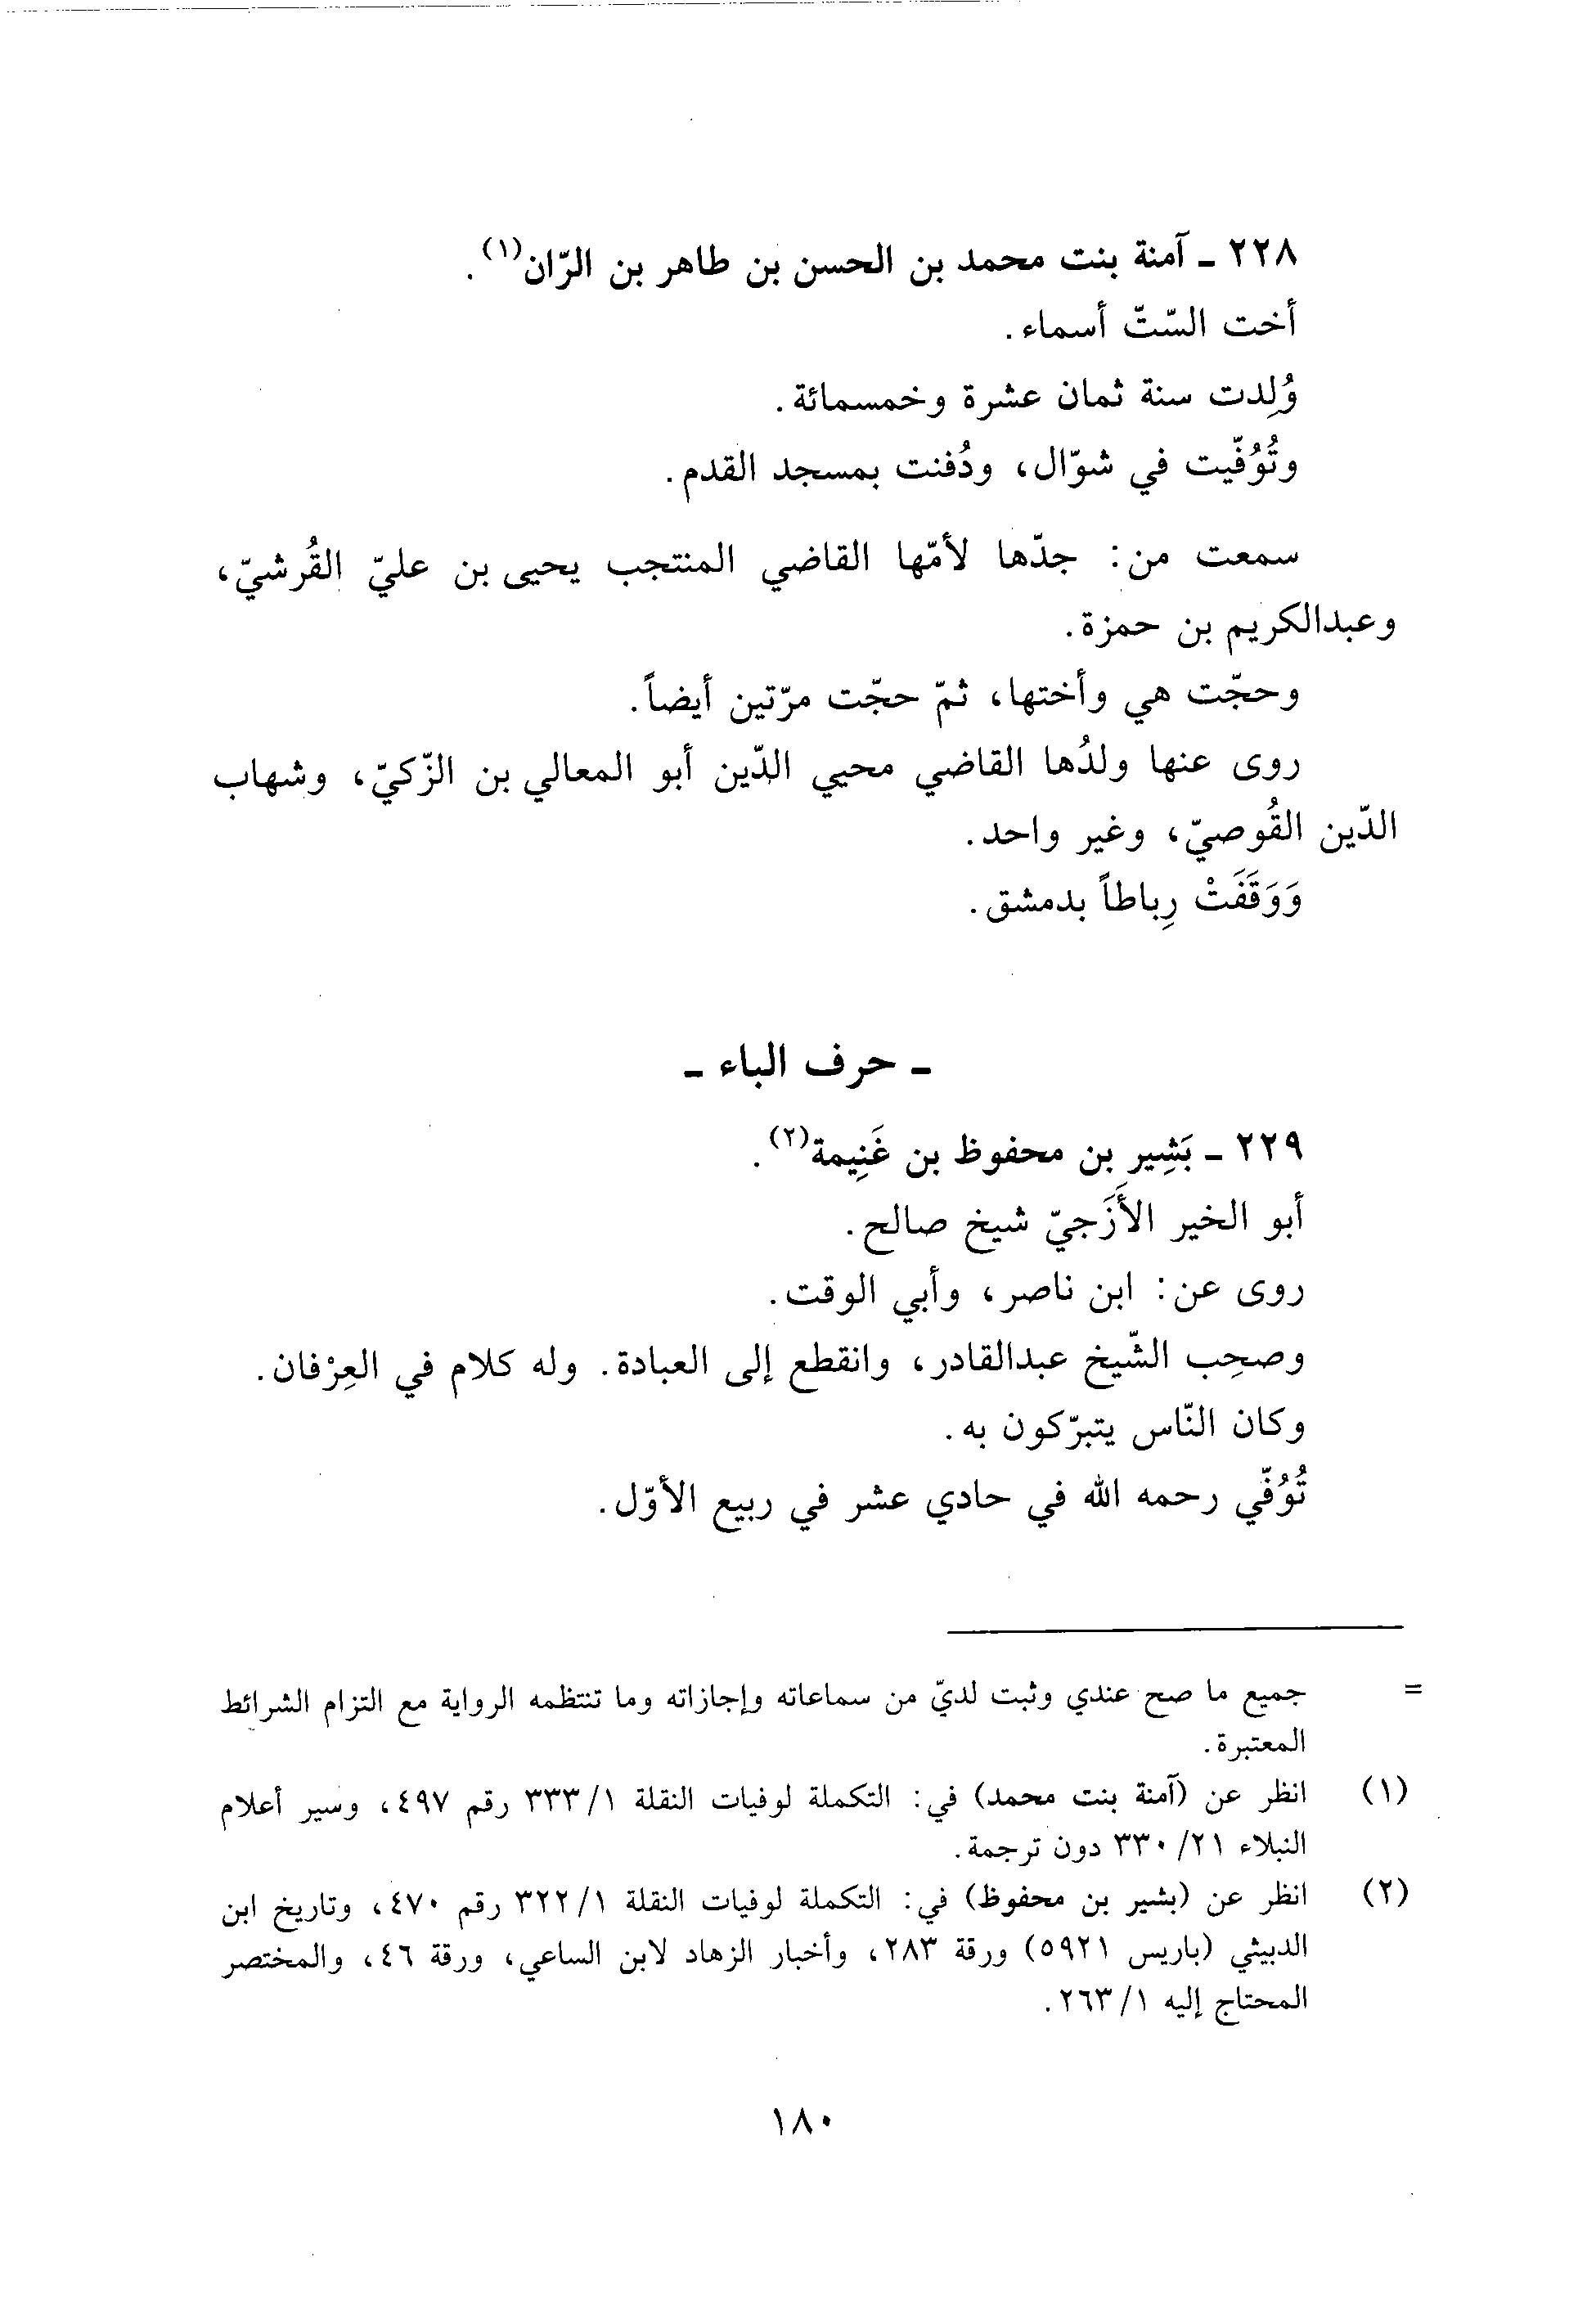 ٢٢٨ ـ آمنة بنت محمد بن الحسن بن طاهر بن الرّان(١).
أخت السّتّ أسماء.
وُلِدت سنة ثمان عشرة وخمسمائة.
وتُوُفّيت في شوّال، ودُفنت بمسجد القدم.
سمعت من: جدّها لأمّها القاضي المنتجب يحيى بن عليّ القُرشيّ،
وعبدالكريم بن حمزة.
وحجّت هي وأختها، ثمّ حجّت مرّتين أيضاً.
روى عنها ولدُها القاضي محيي الدّين أبو المعالي بن الزّكيّ، وشهاب
الدّين القُوصيّ، وغير واحد.
وَوَقَفَتْ رِباطاً بدمشق.
ـ حرف الباء ـ
٢٢٩ ـ بَشِير بن محفوظ بن غَنِيمة(٢).
أبو الخير الأَزَجيّ شيخ صالح.
روى عن: ابن ناصر، وأبي الوقت.
وصحِب الشّيخ عبدالقادر، وانقطع إلى العبادة. وله كلام في العِرْفان.
وكان النّاس يتبرّكون به.
تُوُفّي رحمه الله في حادي عشر في ربيع الأوّل.
= جميع ما صح عندي وثبت لديّ من سماعاته وإجازاته وما تنتظمه الرواية مع التزام الشرائط
المعتبرة.
(١) انظر عن (آمنة بنت محمد) في: التكملة لوفيات النقلة ١/ ٣٣٣ رقم ٤٩٧، وسير أعلام
النبلاء ٢١/ ٣٣٠ دون ترجمة.
(٢) انظر عن (بشير بن محفوظ) في: التكملة لوفيات النقلة ١/ ٣٢٢ رقم ٤٧٠، وتاريخ ابن
الدبيثي (باريس ٥٩٢١) ورقة ٢٨٣، وأخبار الزهاد لابن الساعي، ورقة ٤٦، والمختصر
المحتاج إليه ١/ ٢٦٣.
١٨٠